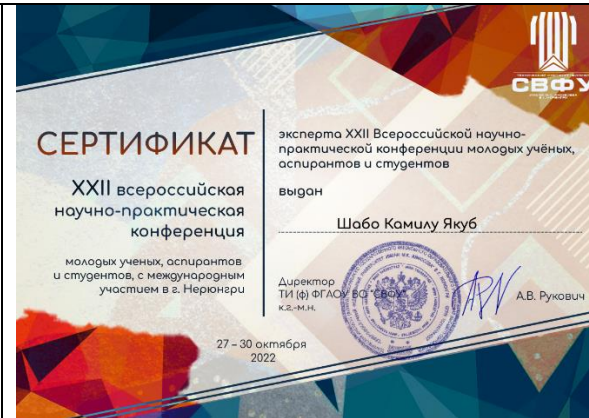 СВФУ
СЕРТИФИКАТ
XXII всероссийская
научно-практическая
конференция
молодых ученых, аспирантов
и студентов, с международным
участием в г. Нерюнгри
27 – 30 октября
2022
эксперта XXII Всероссийской научно-
практической конференции молодых учёных,
аспирантов и студентов
выдан
Шабо Камилу Якуб
Директор
ТИ (ф) ФГАОУ ВО "СВФУ"
к.г.-м.н.
А.В. Рукович